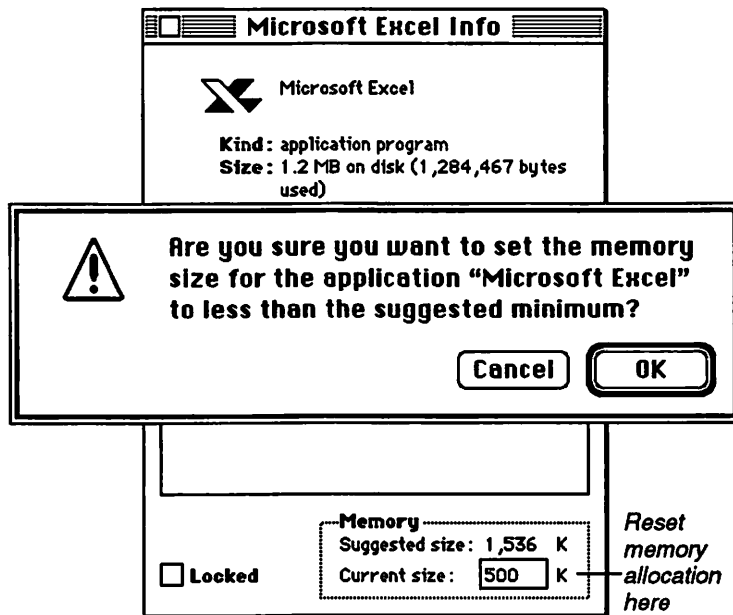 Microsoft Excel Info
Microsoft Excel
Kind: application program
Size: 1.2 MB on disk (1,284,467 bytes
used)
Are you sure you want to set the memory
size for the application “Microsoft Excel”
to less than the suggested minimum?
Cancel
OK
Memory
Suggested size: 1,536 K
Locked
Current size: 500 K
Reset
memory
allocation
here